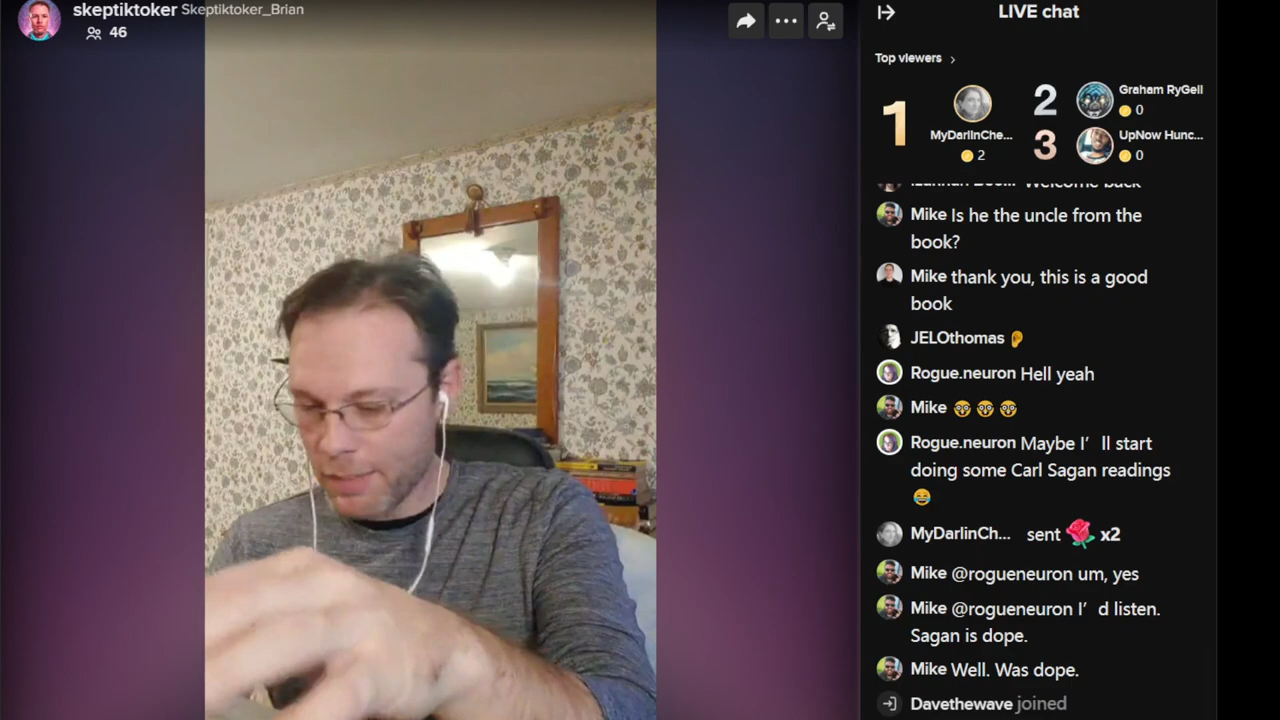 skeptiktoker Skeptiktoker_Brian
46
LIVE chat
Top viewers
1
MyDarlinChe...
2
2
Graham RyGell
0
3
UpNow Hunc...
0
Welcome back
Mike Is he the uncle from the
book?
Mike thank you, this is a good
book
JELOthomas 👂
Rogue.neuron Hell yeah
Mike 🤓 🤓 🤓
Rogue.neuron Maybe I’ll start
doing some Carl Sagan readings
😂
MyDarlinCh... sent 🌹 x2
Mike @rogueneuron um, yes
Mike @rogueneuron I’d listen.
Sagan is dope.
Mike Well. Was dope.
Davethewave joined